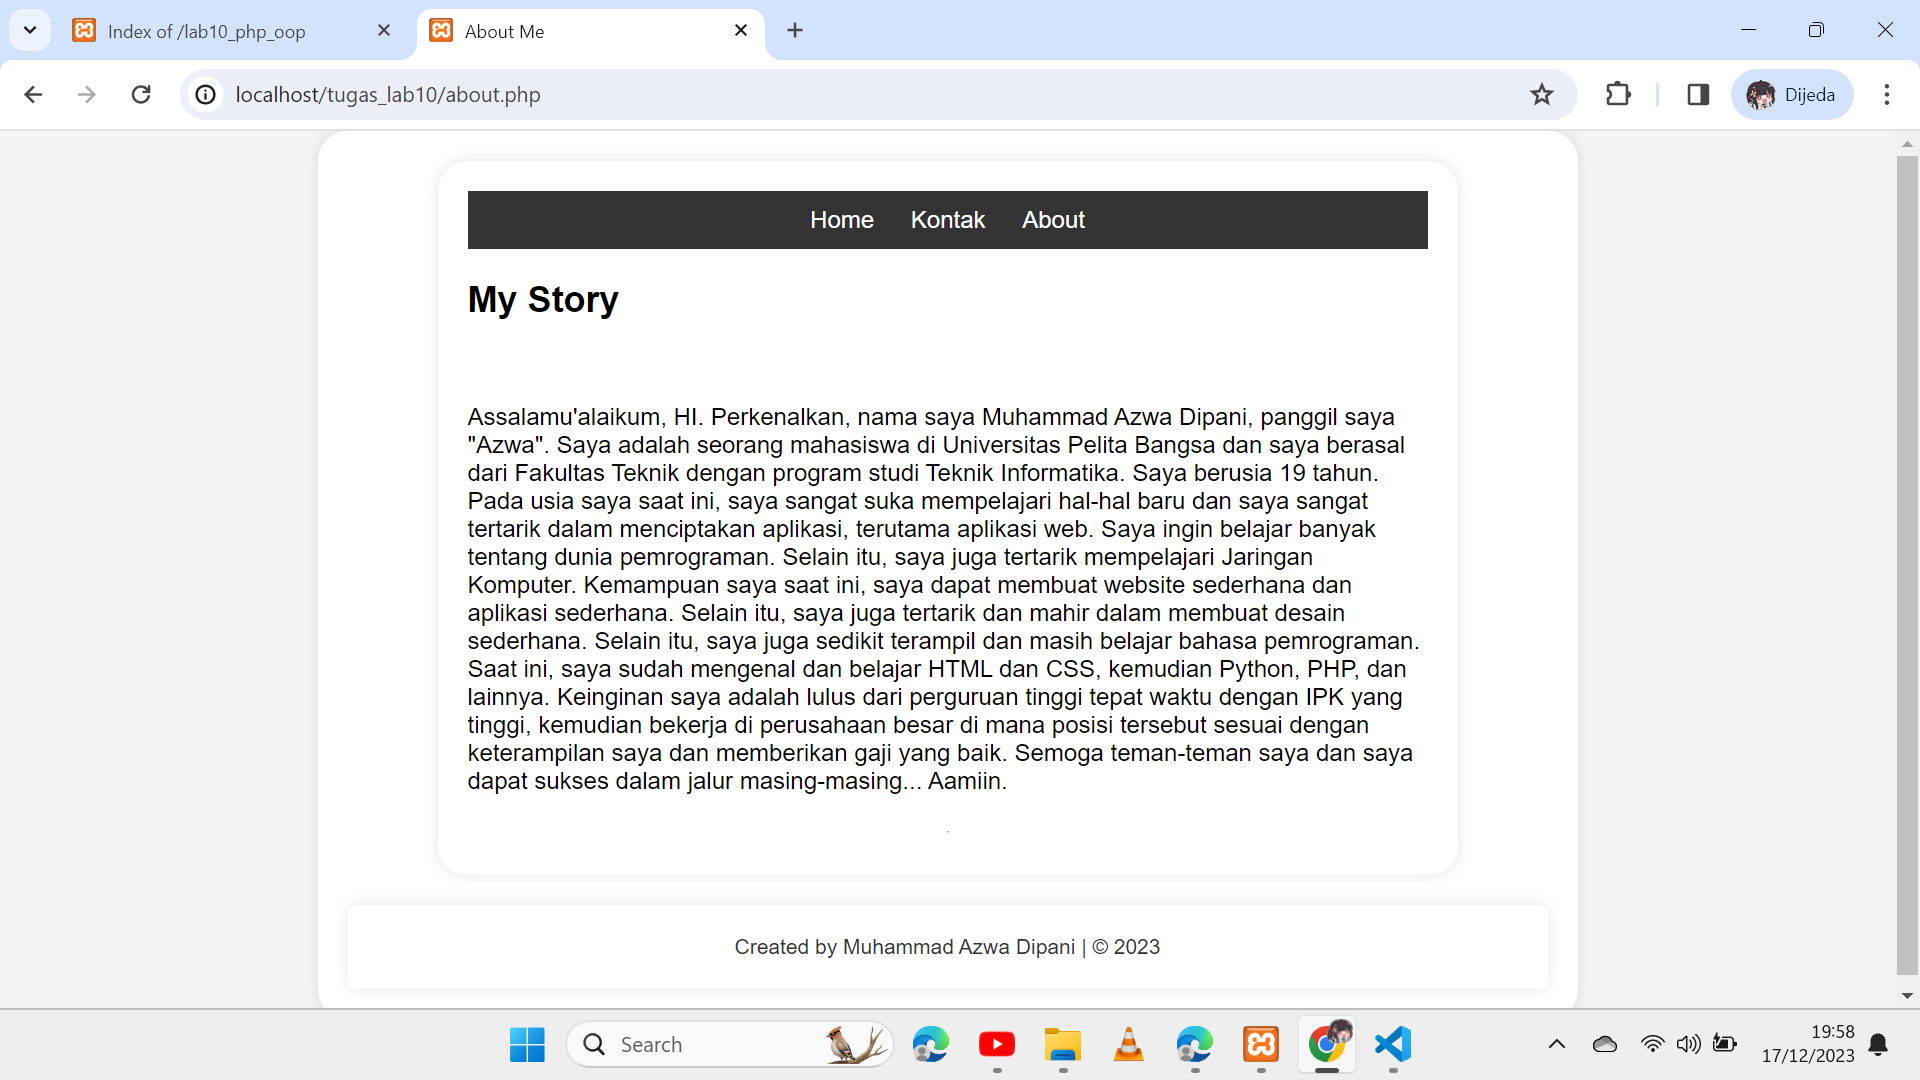 Index of /lab10_php_oop
About Me
localhost/tugas_lab10/about.php
Dijeda
Home Kontak About
My Story
Assalamu'alaikum, HI. Perkenalkan, nama saya Muhammad Azwa Dipani, panggil saya
"Azwa". Saya adalah seorang mahasiswa di Universitas Pelita Bangsa dan saya berasal
dari Fakultas Teknik dengan program studi Teknik Informatika. Saya berusia 19 tahun.
Pada usia saya saat ini, saya sangat suka mempelajari hal-hal baru dan saya sangat
tertarik dalam menciptakan aplikasi, terutama aplikasi web. Saya ingin belajar banyak
tentang dunia pemrograman. Selain itu, saya juga tertarik mempelajari Jaringan
Komputer. Kemampuan saya saat ini, saya dapat membuat website sederhana dan
aplikasi sederhana. Selain itu, saya juga tertarik dan mahir dalam membuat desain
sederhana. Selain itu, saya juga sedikit terampil dan masih belajar bahasa pemrograman.
Saat ini, saya sudah mengenal dan belajar HTML dan CSS, kemudian Python, PHP, dan
lainnya. Keinginan saya adalah lulus dari perguruan tinggi tepat waktu dengan IPK yang
tinggi, kemudian bekerja di perusahaan besar di mana posisi tersebut sesuai dengan
keterampilan saya dan memberikan gaji yang baik. Semoga teman-teman saya dan saya
dapat sukses dalam jalur masing-masing... Aamiin.
Created by Muhammad Azwa Dipani | © 2023
Search
19:58
17/12/2023